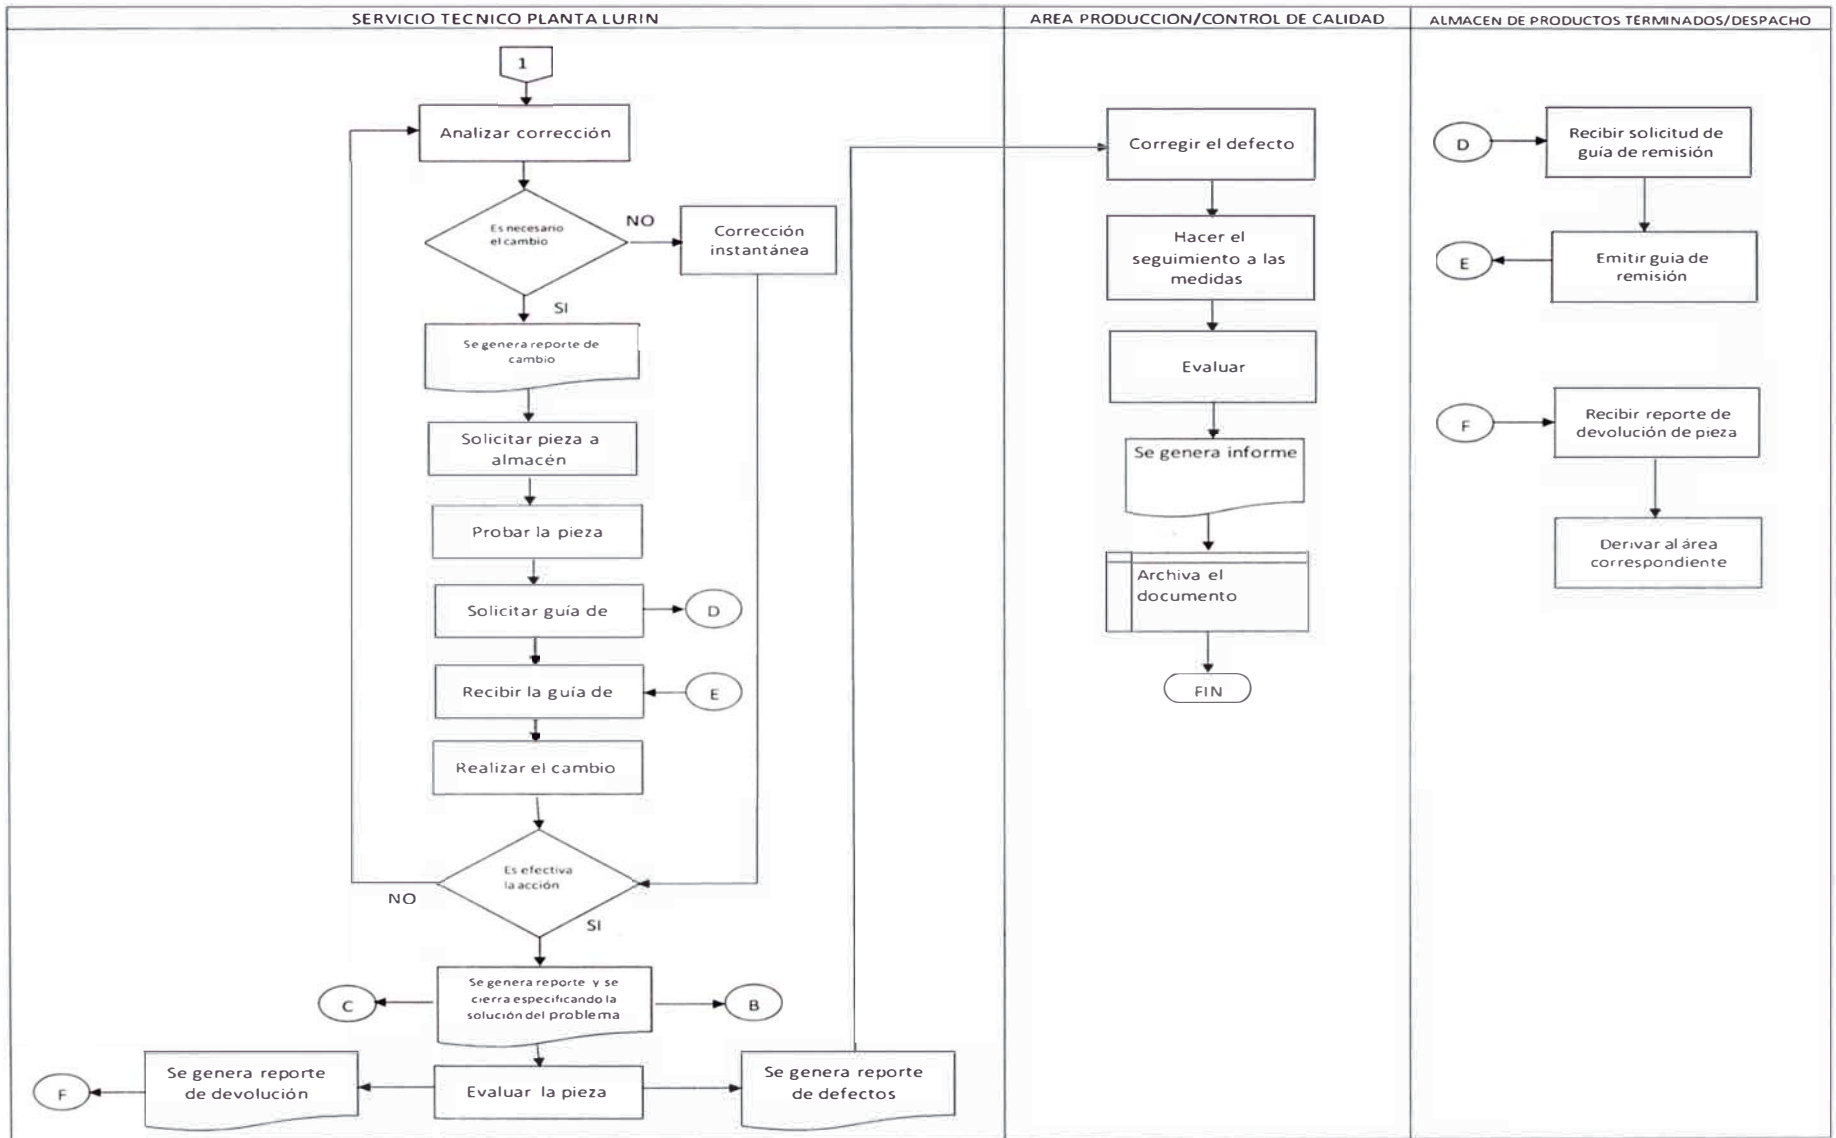 SERVICIO TECNICO PLANTA LURIN
AREA PRODUCCION/CONTROL DE CALIDAD
ALMACEN DE PRODUCTOS TERMINADOS/DESPACHO
1
Analizar corrección
Es necesario
el cambio
NO
Corrección
instantánea
SI
Se genera reporte de
cambio
Solicitar pieza a
almacén
Probar la pieza
Solicitar guía de
D
Recibir la guía de
E
Realizar el cambio
Es efectiva
la acción
NO
SI
Se genera reporte y se
cierra especificando la
solución del problema
C
B
Evaluar la pieza
Se genera reporte
de devolución
F
Se genera reporte
de defectos
Corregir el defecto
Hacer el
seguimiento a las
medidas
Evaluar
Se genera informe
Archiva el
documento
FIN
D
Recibir solicitud de
guía de remisión
E
Emitir guia de
remisión
F
Recibir reporte de
devolución de pieza
Derivar al área
correspondiente